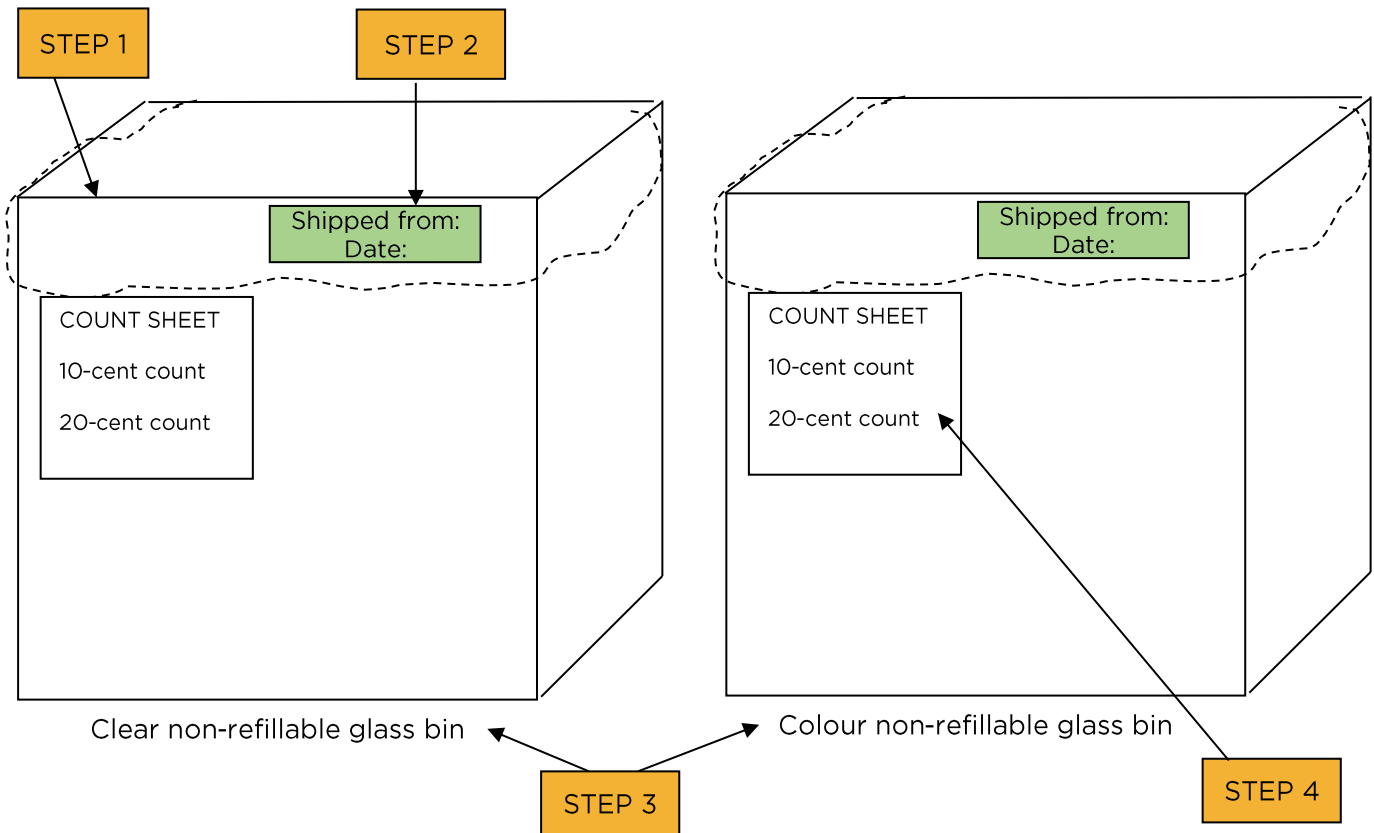 STEP 1
STEP 2
Shipped from:
Date:
COUNT SHEET
10-cent count
20-cent count
Shipped from:
Date:
COUNT SHEET
10-cent count
20-cent count
Clear non-refillable glass bin
Colour non-refillable glass bin
STEP 3
STEP 4